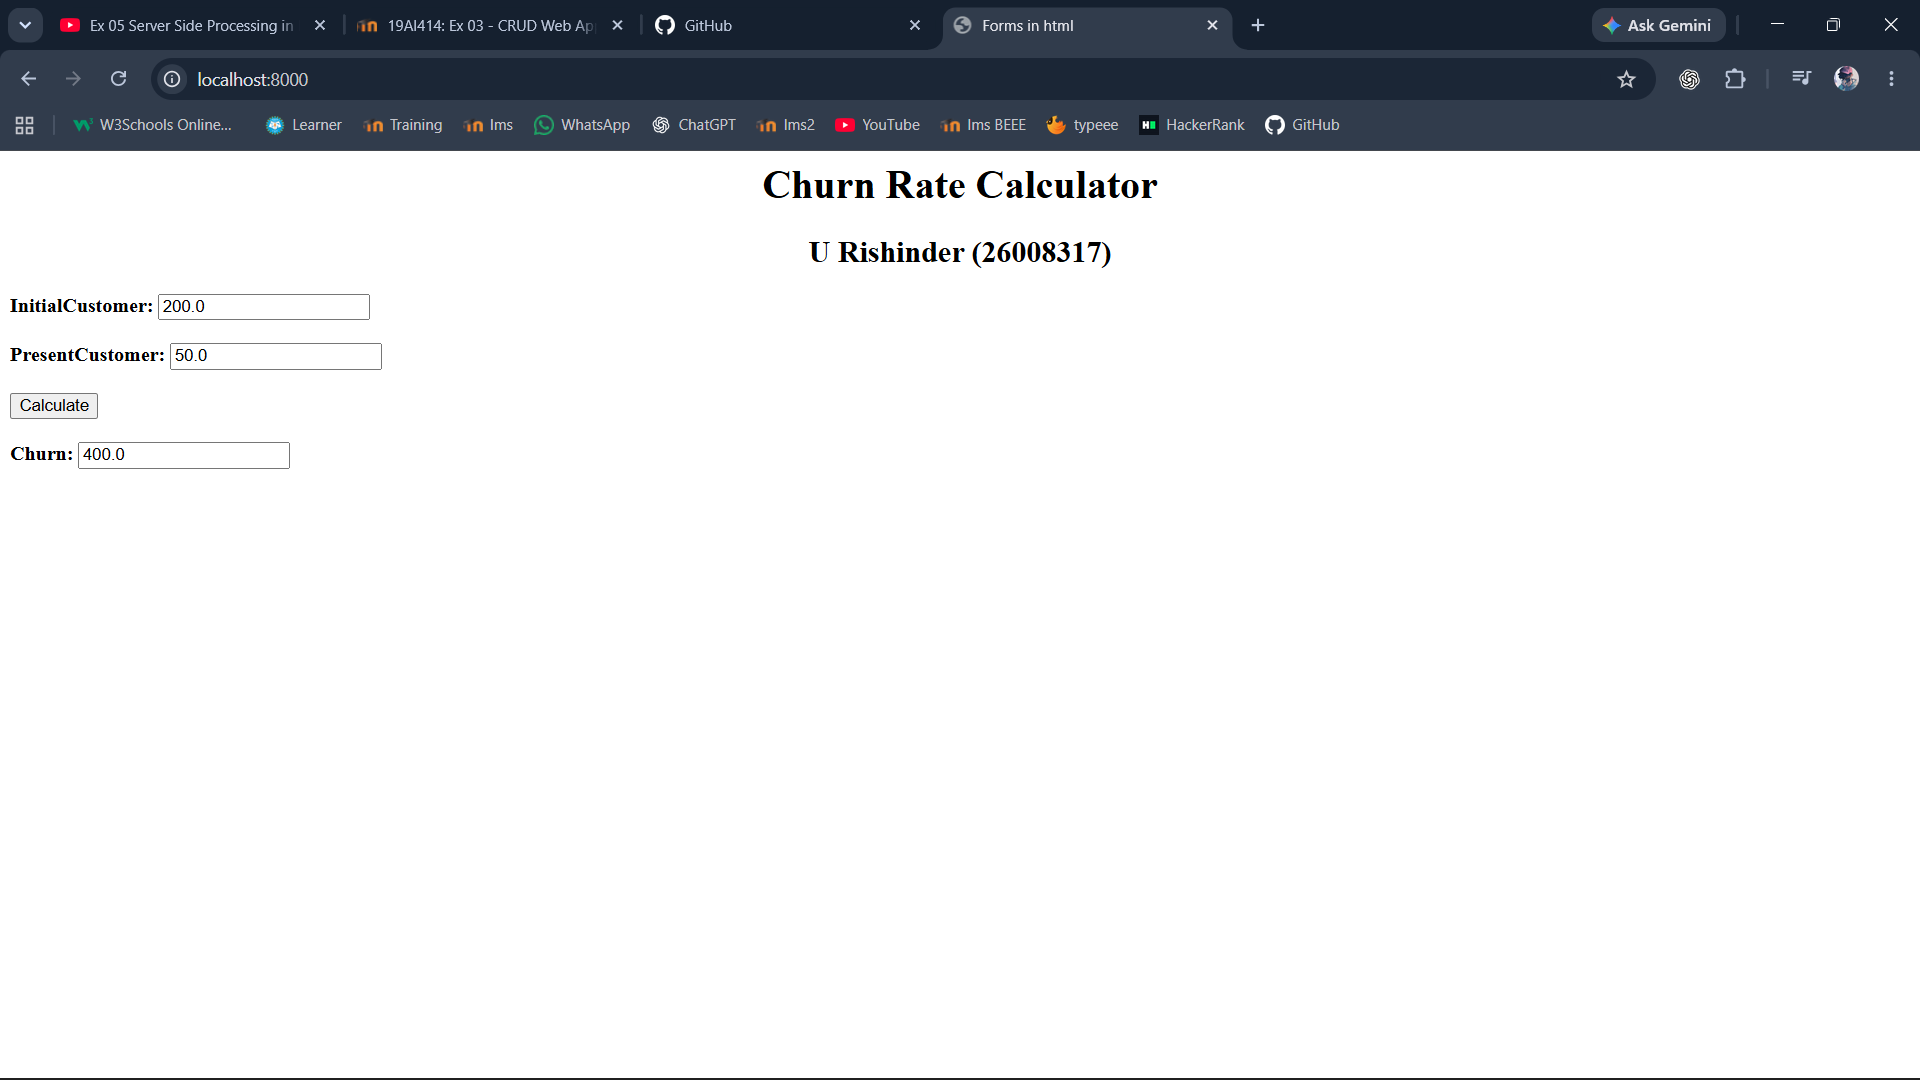 Ex 05 Server Side Processing in
19AI414: Ex 03 - CRUD Web Ap
GitHub
Forms in html
Ask Gemini
localhost:8000
W3Schools Online...
Learner
Training
lms
WhatsApp
ChatGPT
lms2
YouTube
lms BEEE
typeee
HackerRank
GitHub
Churn Rate Calculator
U Rishinder (26008317)
InitialCustomer: 200.0
PresentCustomer: 50.0
Calculate
Churn: 400.0